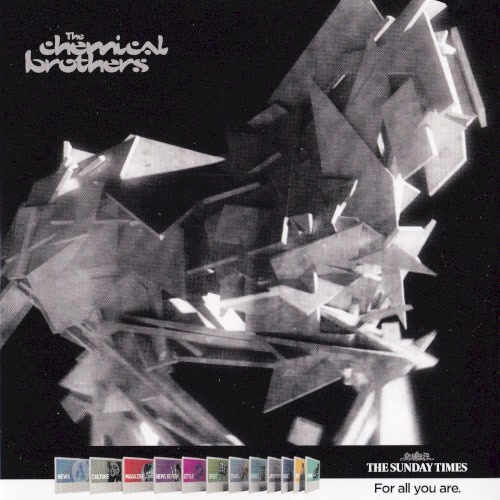 The
chemical
brothers
NEWS
CULTURE
MAGAZINE
NEWS REVIEW
STYLE
THE SUNDAY TIMES
For all you are.